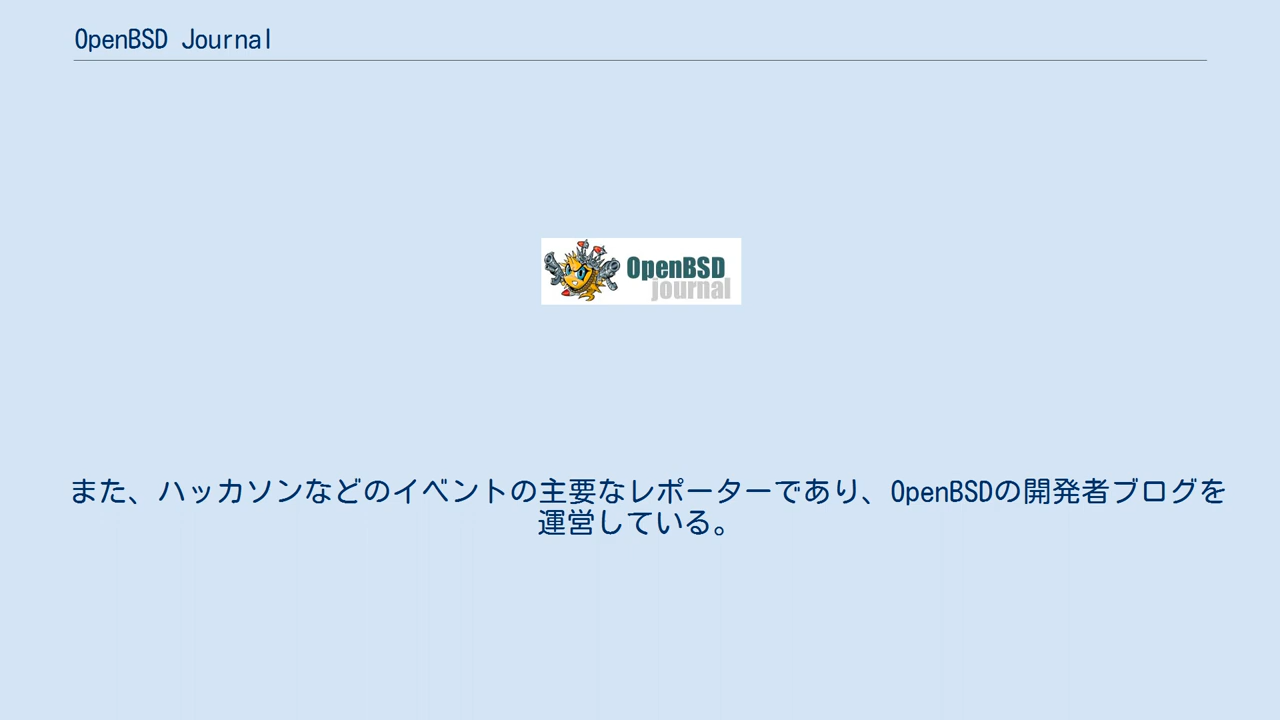 OpenBSD Journal
OpenBSD
journal
また、ハッカソンなどのイベントの主要なレポーターであり、OpenBSDの開発者ブログを
運営している。